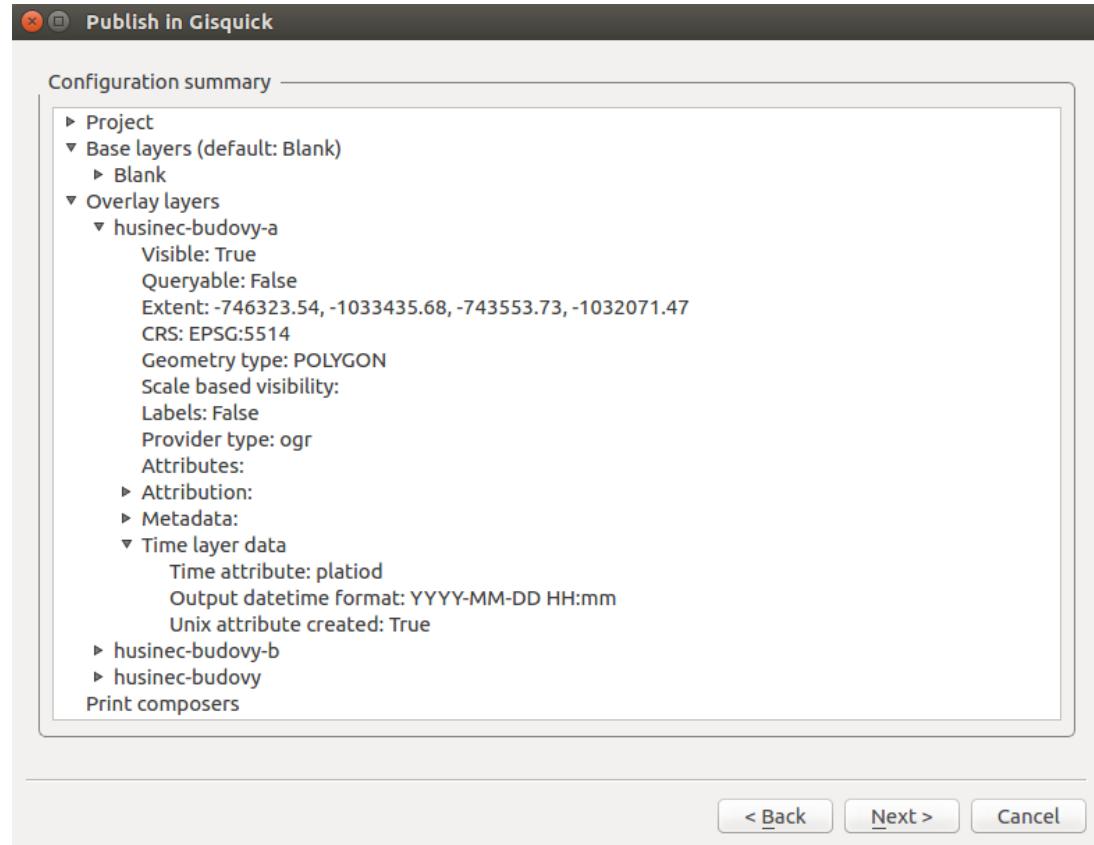 Publish in Gisquick
Configuration summary
Project
Base layers (default: Blank)
Blank
Overlay layers
husinec-budovy-a
Visible: True
Queryable: False
Extent: -746323.54, -1033435.68, -743553.73, -1032071.47
CRS: EPSG:5514
Geometry type: POLYGON
Scale based visibility:
Labels: False
Provider type: ogr
Attributes:
Attribution:
Metadata:
Time layer data
Time attribute: platiod
Output datetime format: YYYY-MM-DD HH:mm
Unix attribute created: True
husinec-budovy-b
husinec-budovy
Print composers
< Back Next > Cancel